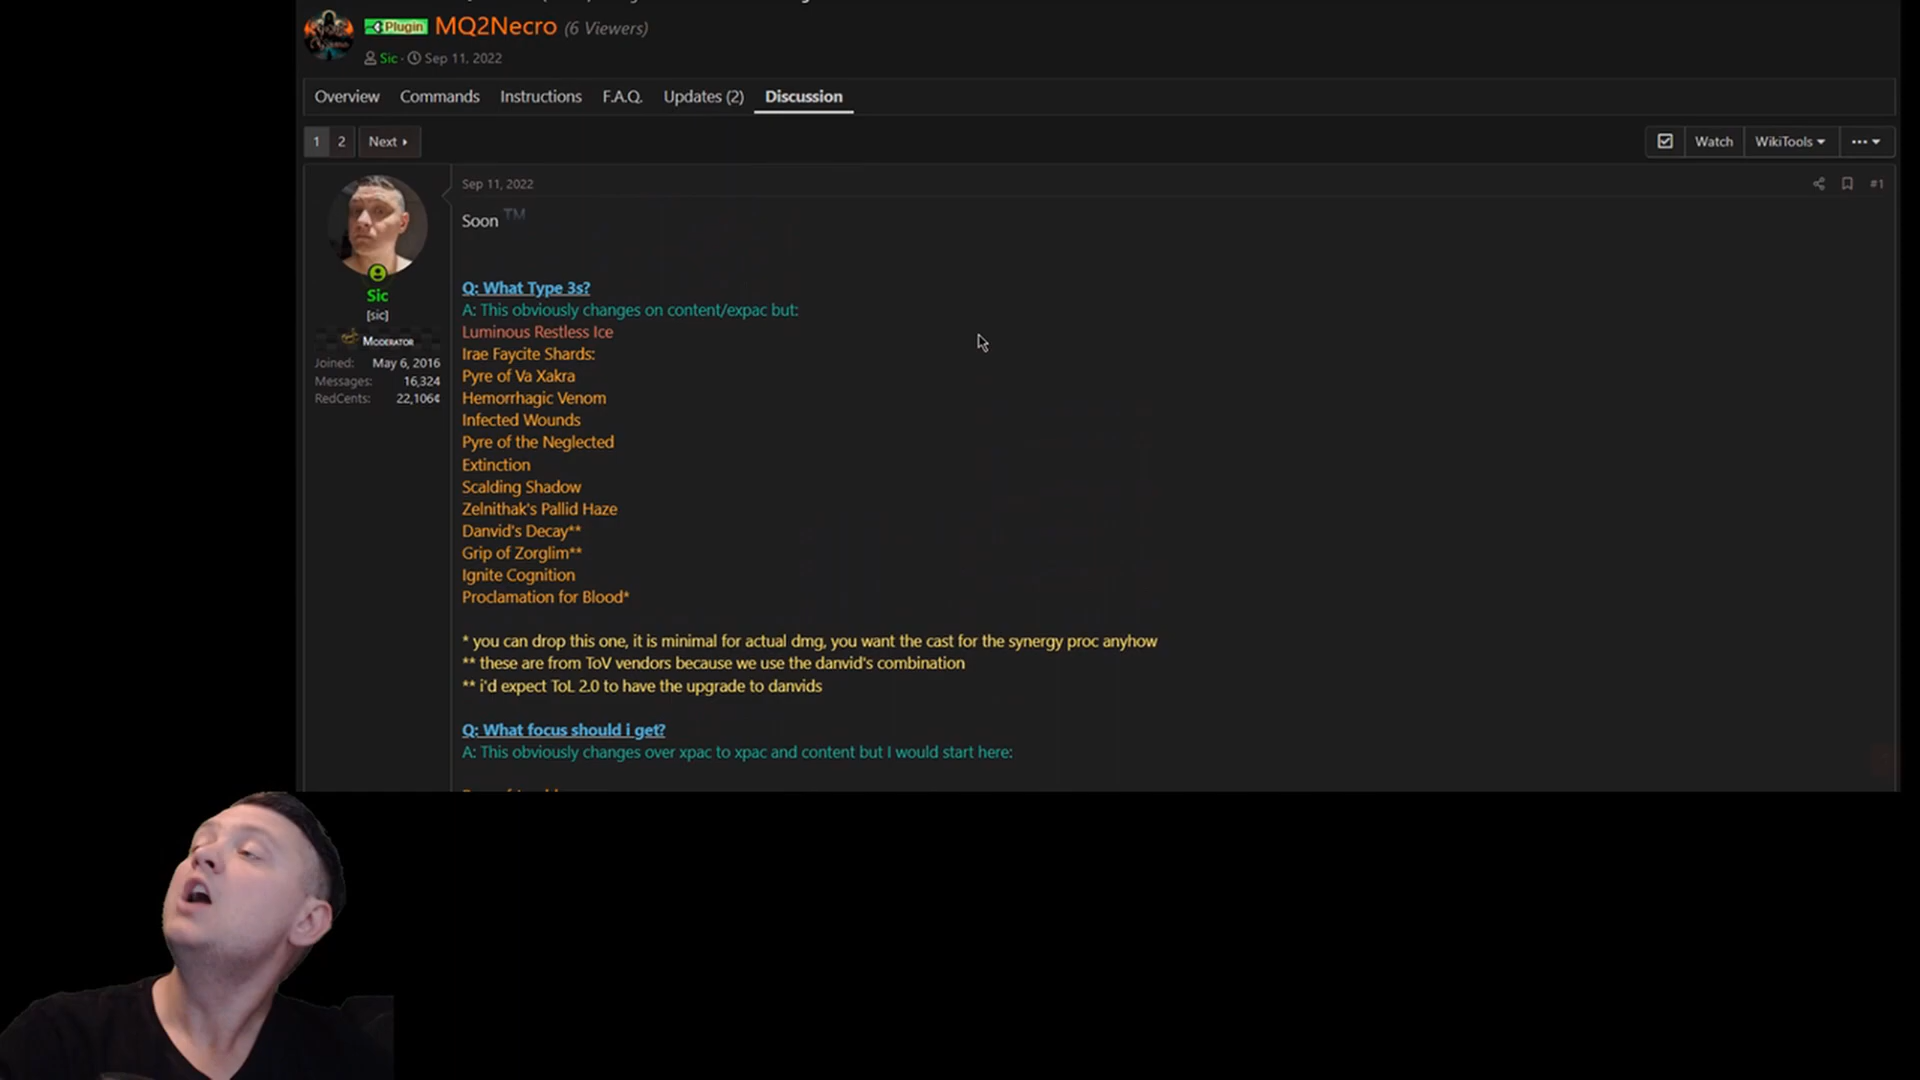 Plugin MQ2Necro (6 Viewers)
Sic · Sep 11, 2022
Overview Commands Instructions F.A.Q. Updates (2) Discussion
1 2 Next Watch WikiTools •••
Sep 11, 2022 #1
Soon ™
Sic
[sic]
MODERATOR
Joined: May 6, 2016
Messages: 16,324
RedCents: 22,106¢
Q: What Type 3s?
A: This obviously changes on content/expac but:
Luminous Restless Ice
Irae Faycite Shards:
Pyre of Va Xakra
Hemorrhagic Venom
Infected Wounds
Pyre of the Neglected
Extinction
Scalding Shadow
Zelnithak's Pallid Haze
Danvid's Decay**
Grip of Zorglim**
Ignite Cognition
Proclamation for Blood*
* you can drop this one, it is minimal for actual dmg, you want the cast for the synergy proc anyhow
** these are from ToV vendors because we use the danvid's combination
** i'd expect ToL 2.0 to have the upgrade to danvids
Q: What focus should i get?
A: This obviously changes over xpac to xpac and content but I would start here: